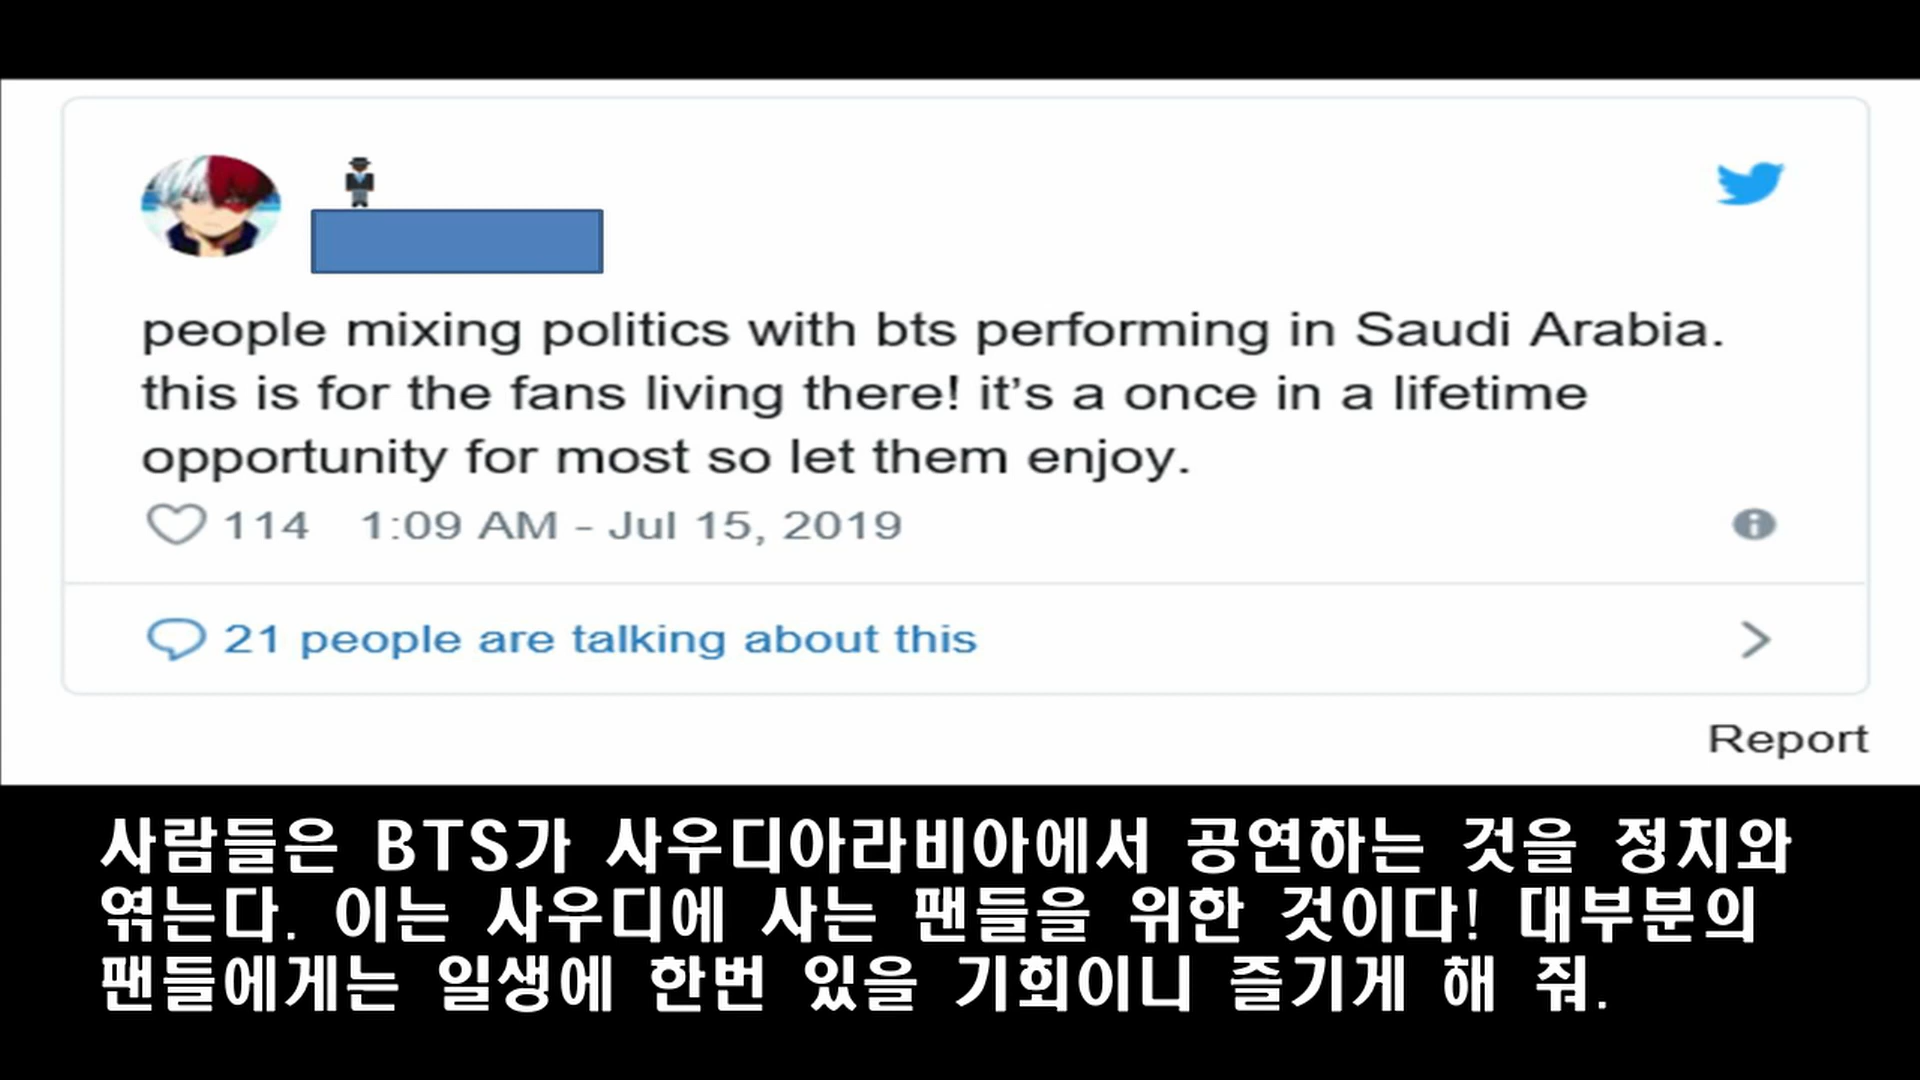 people mixing politics with bts performing in Saudi Arabia.
this is for the fans living there! it's a once in a lifetime
opportunity for most so let them enjoy.
114 1:09 AM - Jul 15, 2019
21 people are talking about this
Report
사람들은 BTS가 사우디아라비아에서 공연하는 것을 정치와
엮는다. 이는 사우디에 사는 팬들을 위한 것이다! 대부분의
팬들에게는 일생에 한번 있을 기회이니 즐기게 해 줘.